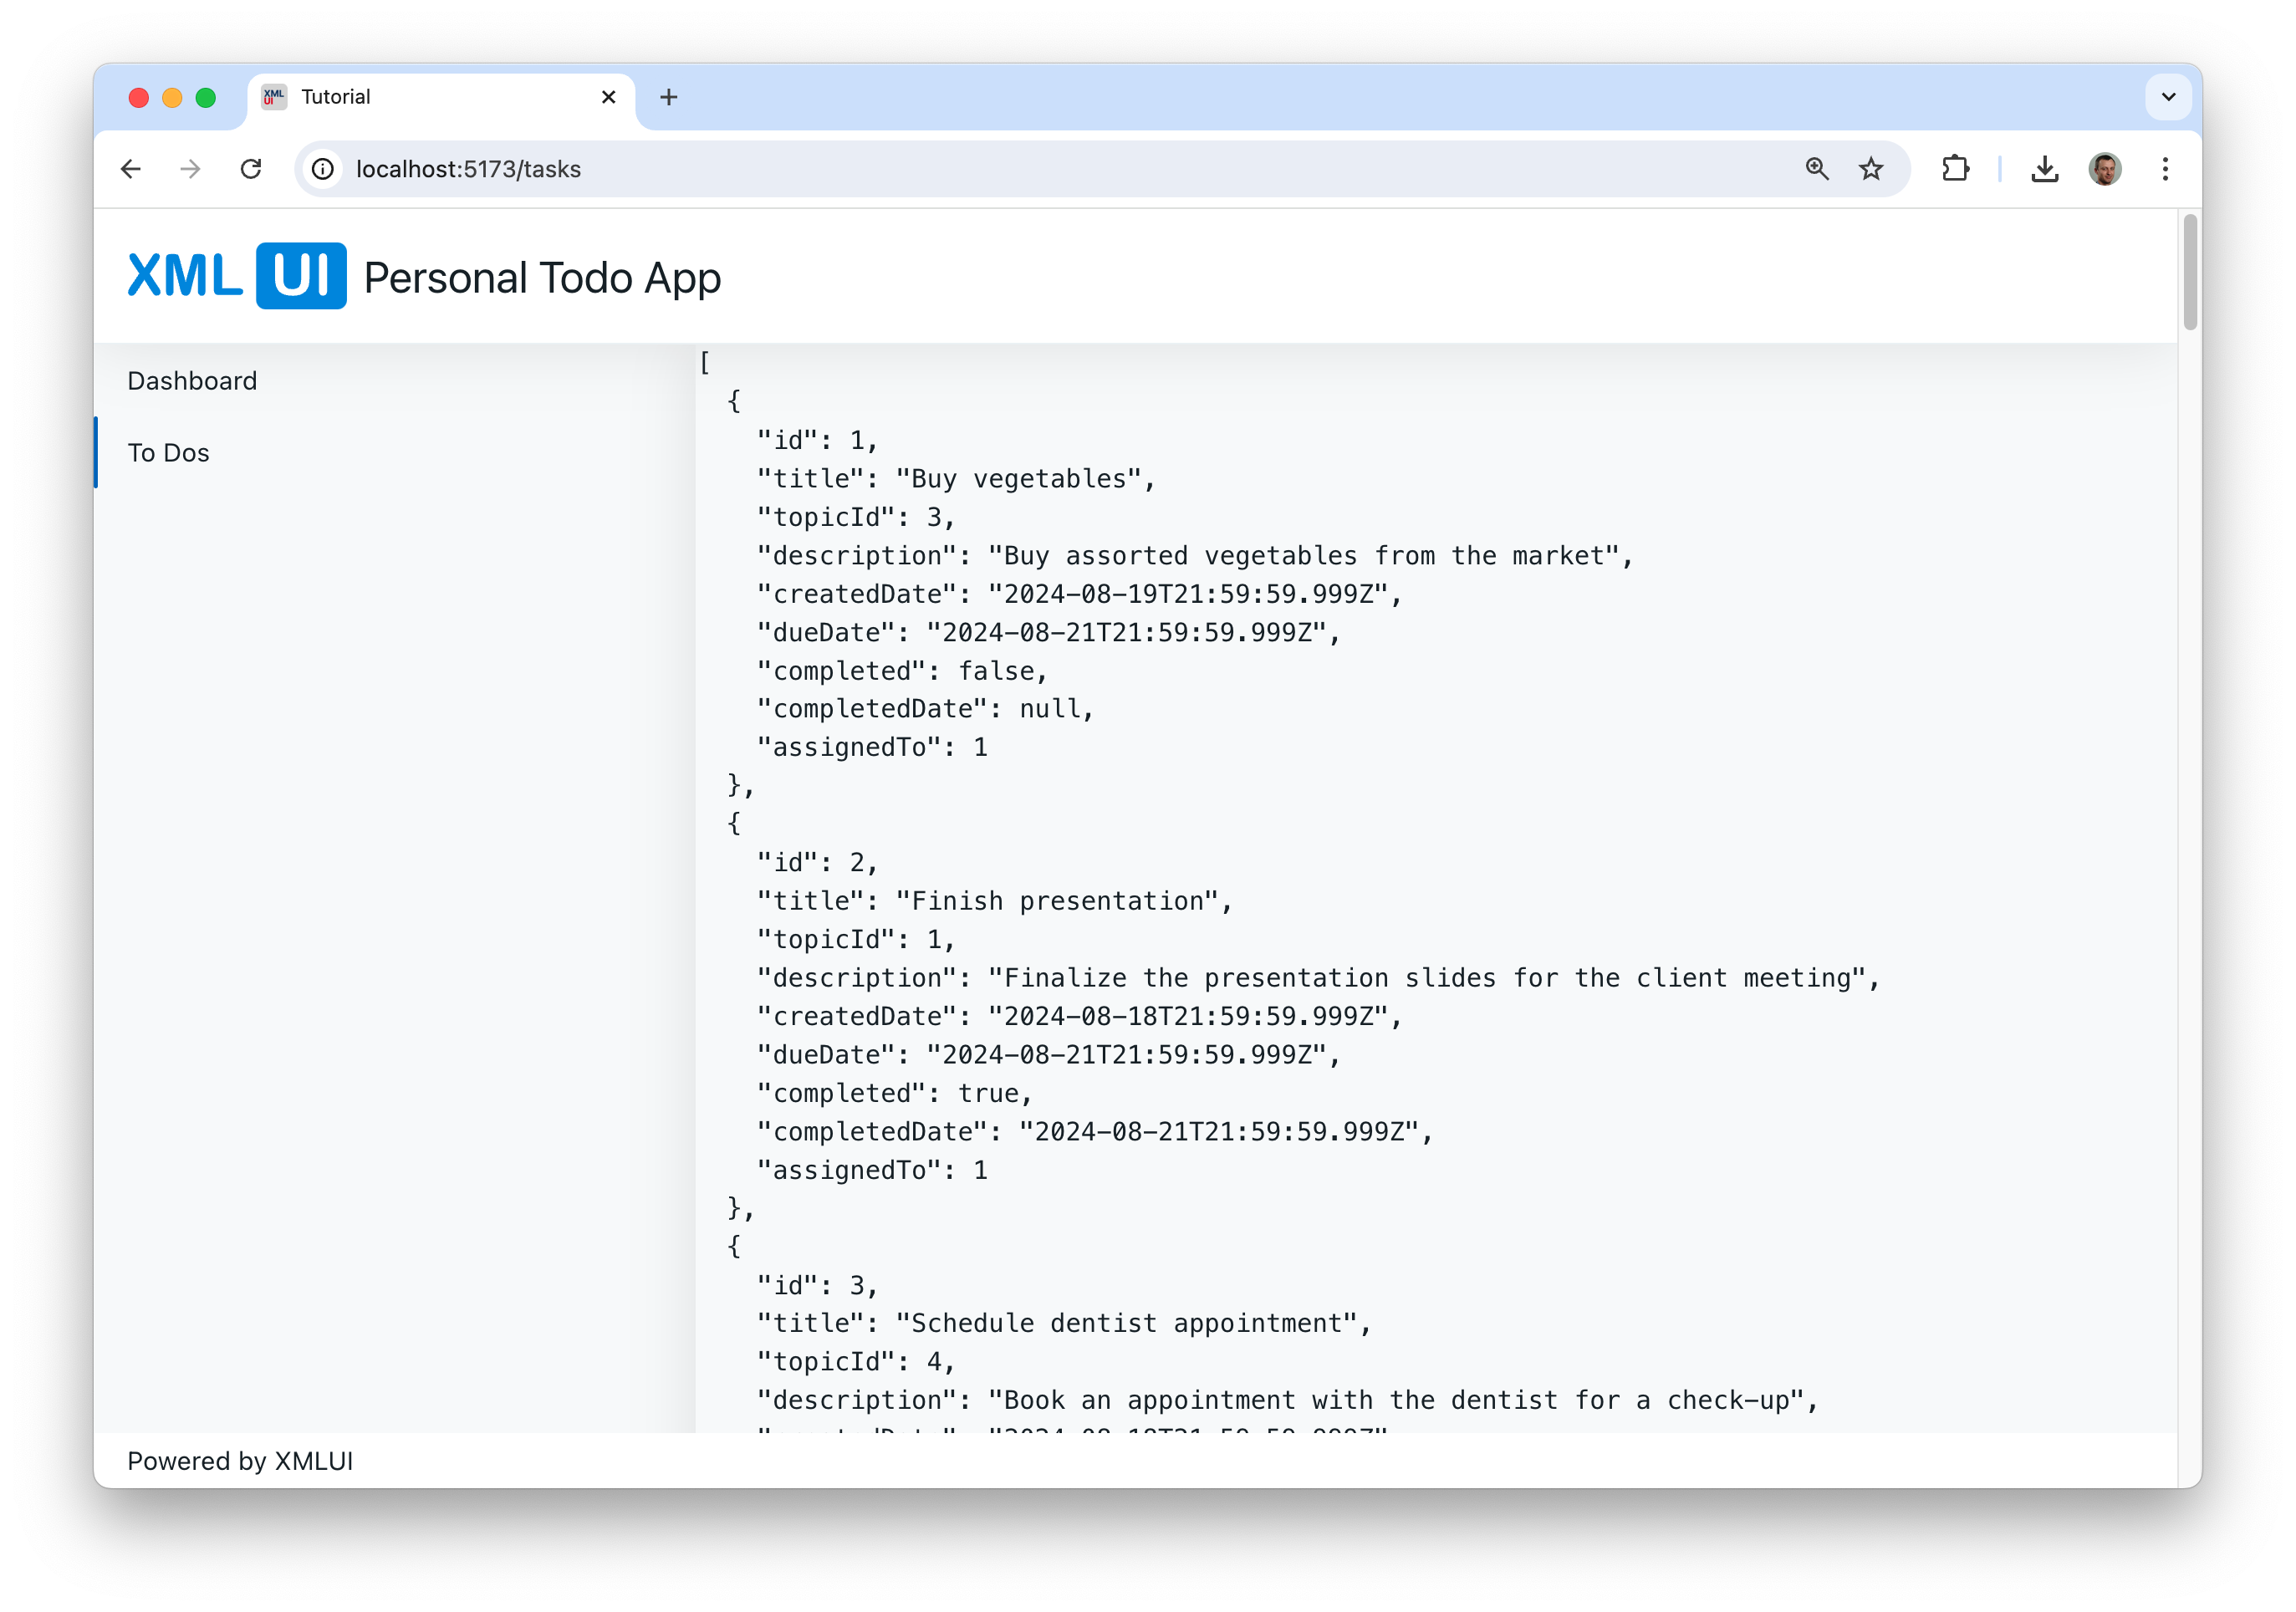 XML UI Tutorial
localhost:5173/tasks
XML UI Personal Todo App
Dashboard
To Dos
[
{
"id": 1,
"title": "Buy vegetables",
"topicId": 3,
"description": "Buy assorted vegetables from the market",
"createdDate": "2024-08-19T21:59:59.999Z",
"dueDate": "2024-08-21T21:59:59.999Z",
"completed": false,
"completedDate": null,
"assignedTo": 1
},
{
"id": 2,
"title": "Finish presentation",
"topicId": 1,
"description": "Finalize the presentation slides for the client meeting",
"createdDate": "2024-08-18T21:59:59.999Z",
"dueDate": "2024-08-21T21:59:59.999Z",
"completed": true,
"completedDate": "2024-08-21T21:59:59.999Z",
"assignedTo": 1
},
{
"id": 3,
"title": "Schedule dentist appointment",
"topicId": 4,
"description": "Book an appointment with the dentist for a check-up",
Powered by XMLUI